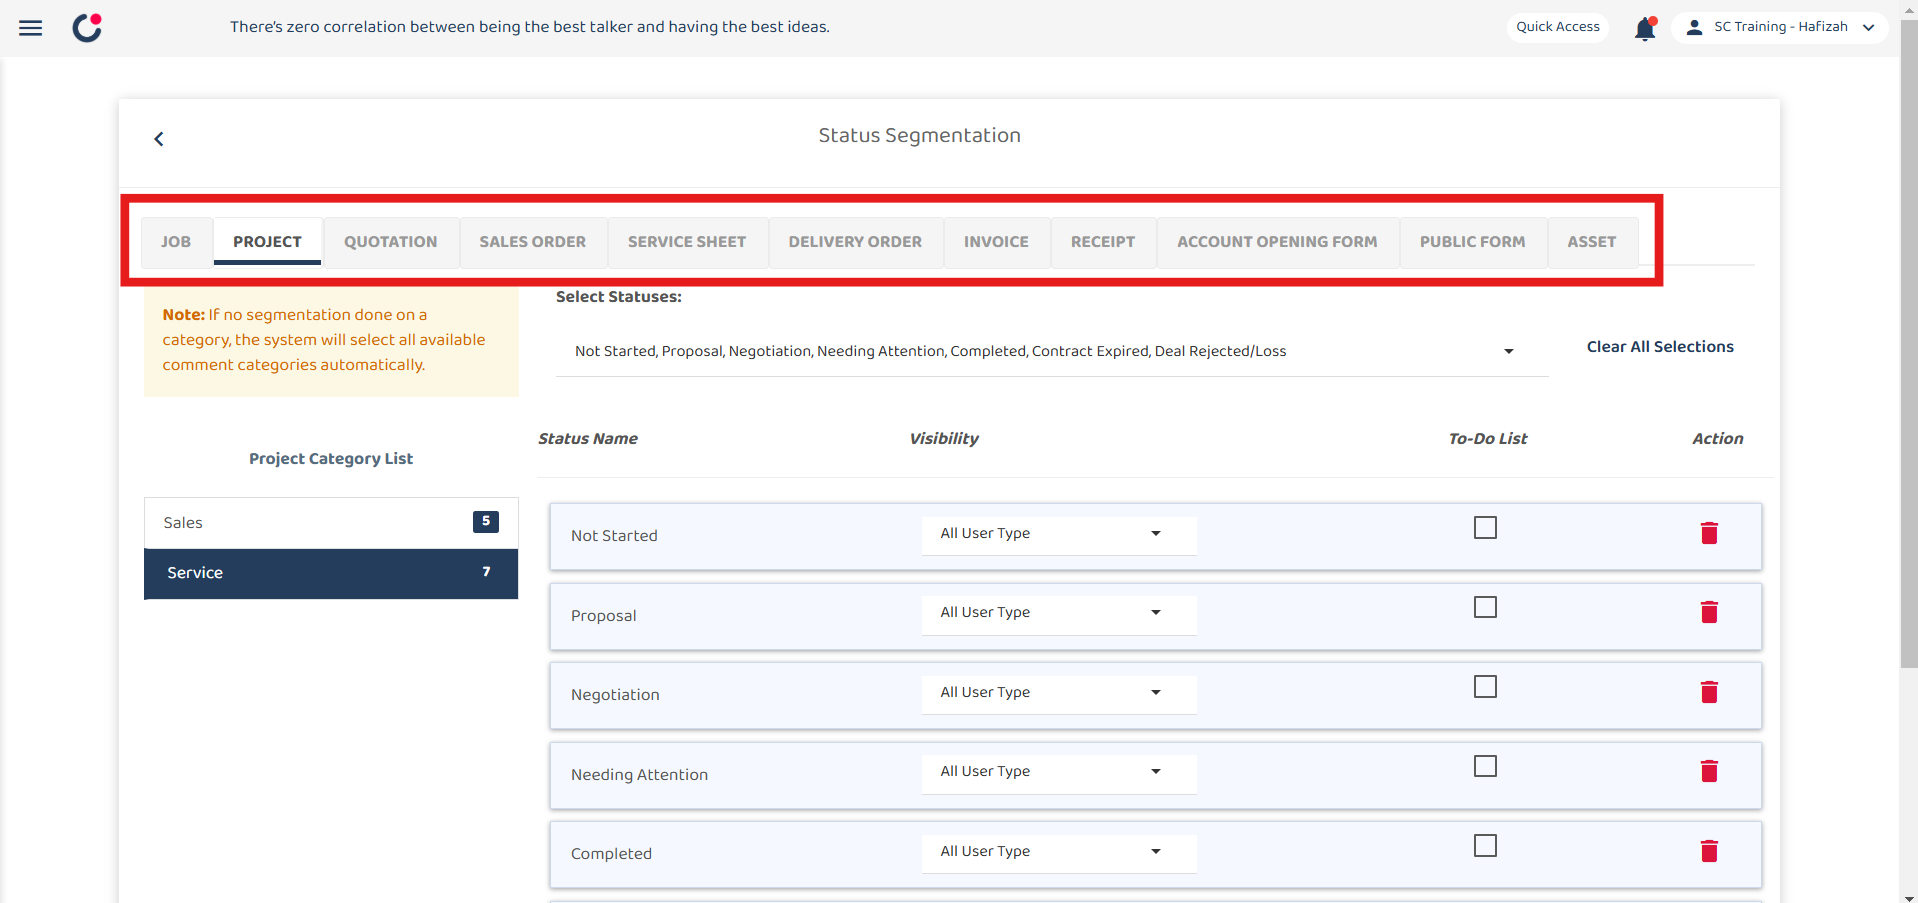 There's zero correlation between being the best talker and having the best ideas.
Quick Access
SC Training - Hafizah
Status Segmentation
JOB PROJECT QUOTATION SALES ORDER SERVICE SHEET DELIVERY ORDER INVOICE RECEIPT ACCOUNT OPENING FORM PUBLIC FORM ASSET
Note: If no segmentation done on a
category, the system will select all available
comment categories automatically.
Project Category List
Sales 5
Service 7
Select Statuses:
Not Started, Proposal, Negotiation, Needing Attention, Completed, Contract Expired, Deal Rejected/Loss
Clear All Selections
Status Name Visibility To-Do List Action
Not Started All User Type
Proposal All User Type
Negotiation All User Type
Needing Attention All User Type
Completed All User Type